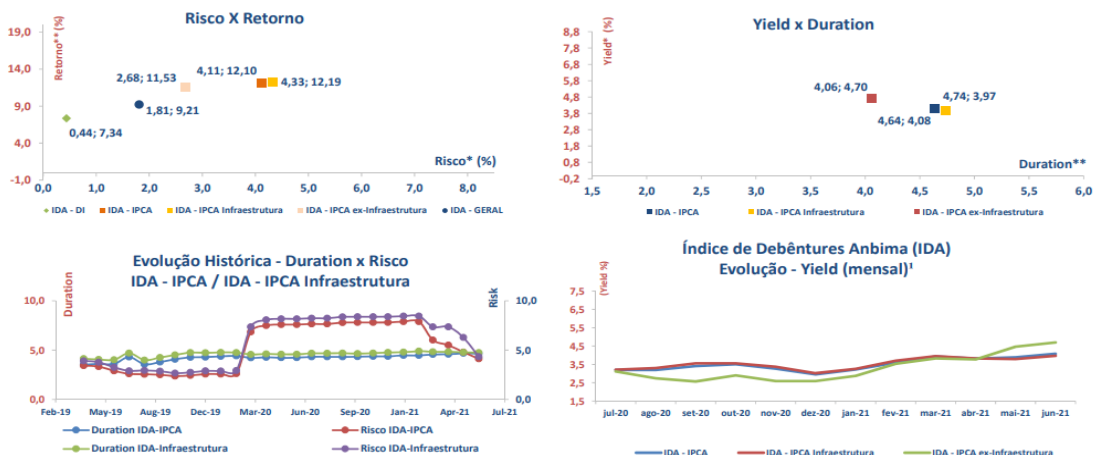 Risco X Retorno
Retorno** (%)
19,0
14,0
9,0
4,0
-1,0
2,68; 11,53
4,11; 12,10
4,33; 12,19
1,81; 9,21
0,44; 7,34
Risco* (%)
0,0 1,0 2,0 3,0 4,0 5,0 6,0 7,0 8,0
IDA - DI IDA - IPCA IDA - IPCA Infraestrutura IDA - IPCA ex-Infraestrutura IDA - GERAL
Yield x Duration
Yield* (%)
8,8
7,8
6,8
5,8
4,8
3,8
2,8
1,8
0,8
-0,2
4,06; 4,70
4,74; 3,97
4,64; 4,08
Duration**
1,5 2,0 2,5 3,0 3,5 4,0 4,5 5,0 5,5 6,0
IDA - IPCA IDA - IPCA Infraestrutura IDA - IPCA ex-Infraestrutura
Evolução Histórica - Duration x Risco
IDA - IPCA / IDA - IPCA Infraestrutura
Duration
Risk
10,0 10,0
5,0 5,0
0,0 0,0
Feb-19 May-19 Aug-19 Dec-19 Mar-20 Jun-20 Sep-20 Jan-21 Apr-21 Jul-21
Duration IDA-IPCA Risco IDA-IPCA
Duration IDA-Infraestrutura Risco IDA-Infraestrutura
Índice de Debêntures Anbima (IDA)
Evolução - Yield (mensal)¹
(Yield %)
7,5
6,5
5,5
4,5
3,5
2,5
1,5
jul-20 ago-20 set-20 out-20 nov-20 dez-20 jan-21 fev-21 mar-21 abr-21 mai-21 jun-21
IDA - IPCA IDA - IPCA Infraestrutura IDA - IPCA ex-Infraestrutura